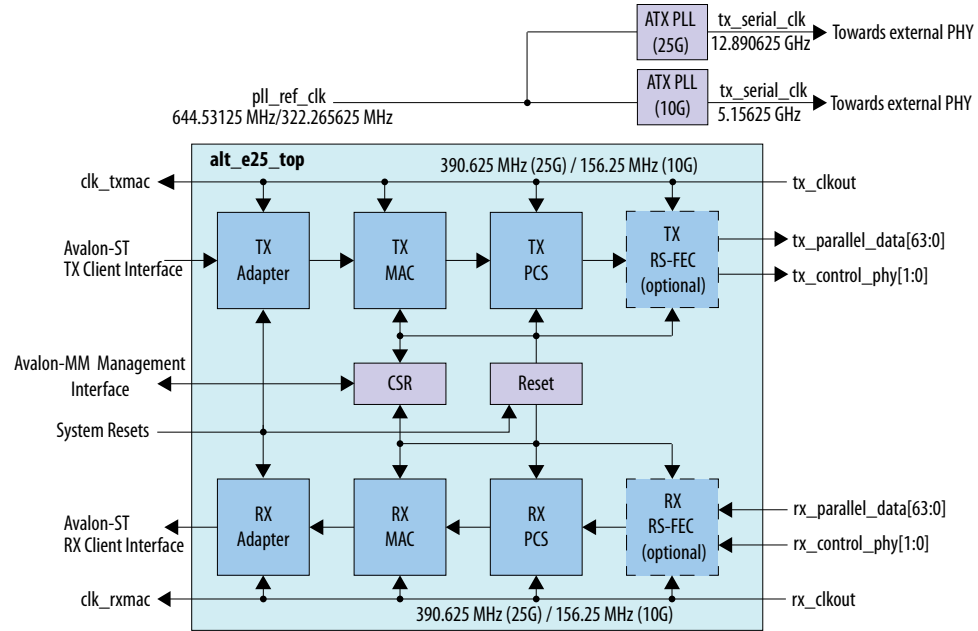 ATX PLL
(25G)
tx_serial_clk
12.890625 GHz
Towards external PHY
pll_ref_clk
644.53125 MHz/322.265625 MHz
ATX PLL
(10G)
tx_serial_clk
5.15625 GHz
Towards external PHY
alt_e25_top
390.625 MHz (25G) / 156.25 MHz (10G)
clk_txmac
tx_clkout
Avalon-ST
TX Client Interface
TX
Adapter
TX
MAC
TX
PCS
TX
RS-FEC
(optional)
tx_parallel_data[63:0]
tx_control_phy[1:0]
Avalon-MM Management
Interface
CSR
Reset
System Resets
Avalon-ST
RX Client Interface
RX
Adapter
RX
MAC
RX
PCS
RX
RS-FEC
(optional)
rx_parallel_data[63:0]
rx_control_phy[1:0]
clk_rxmac
390.625 MHz (25G) / 156.25 MHz (10G)
rx_clkout